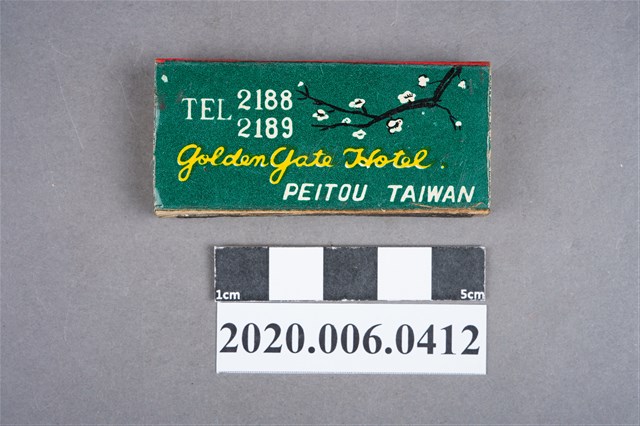 TEL 2188
2189
Golden Gate Hotel.
PEITOU TAIWAN
1cm 5cm
2020.006.0412